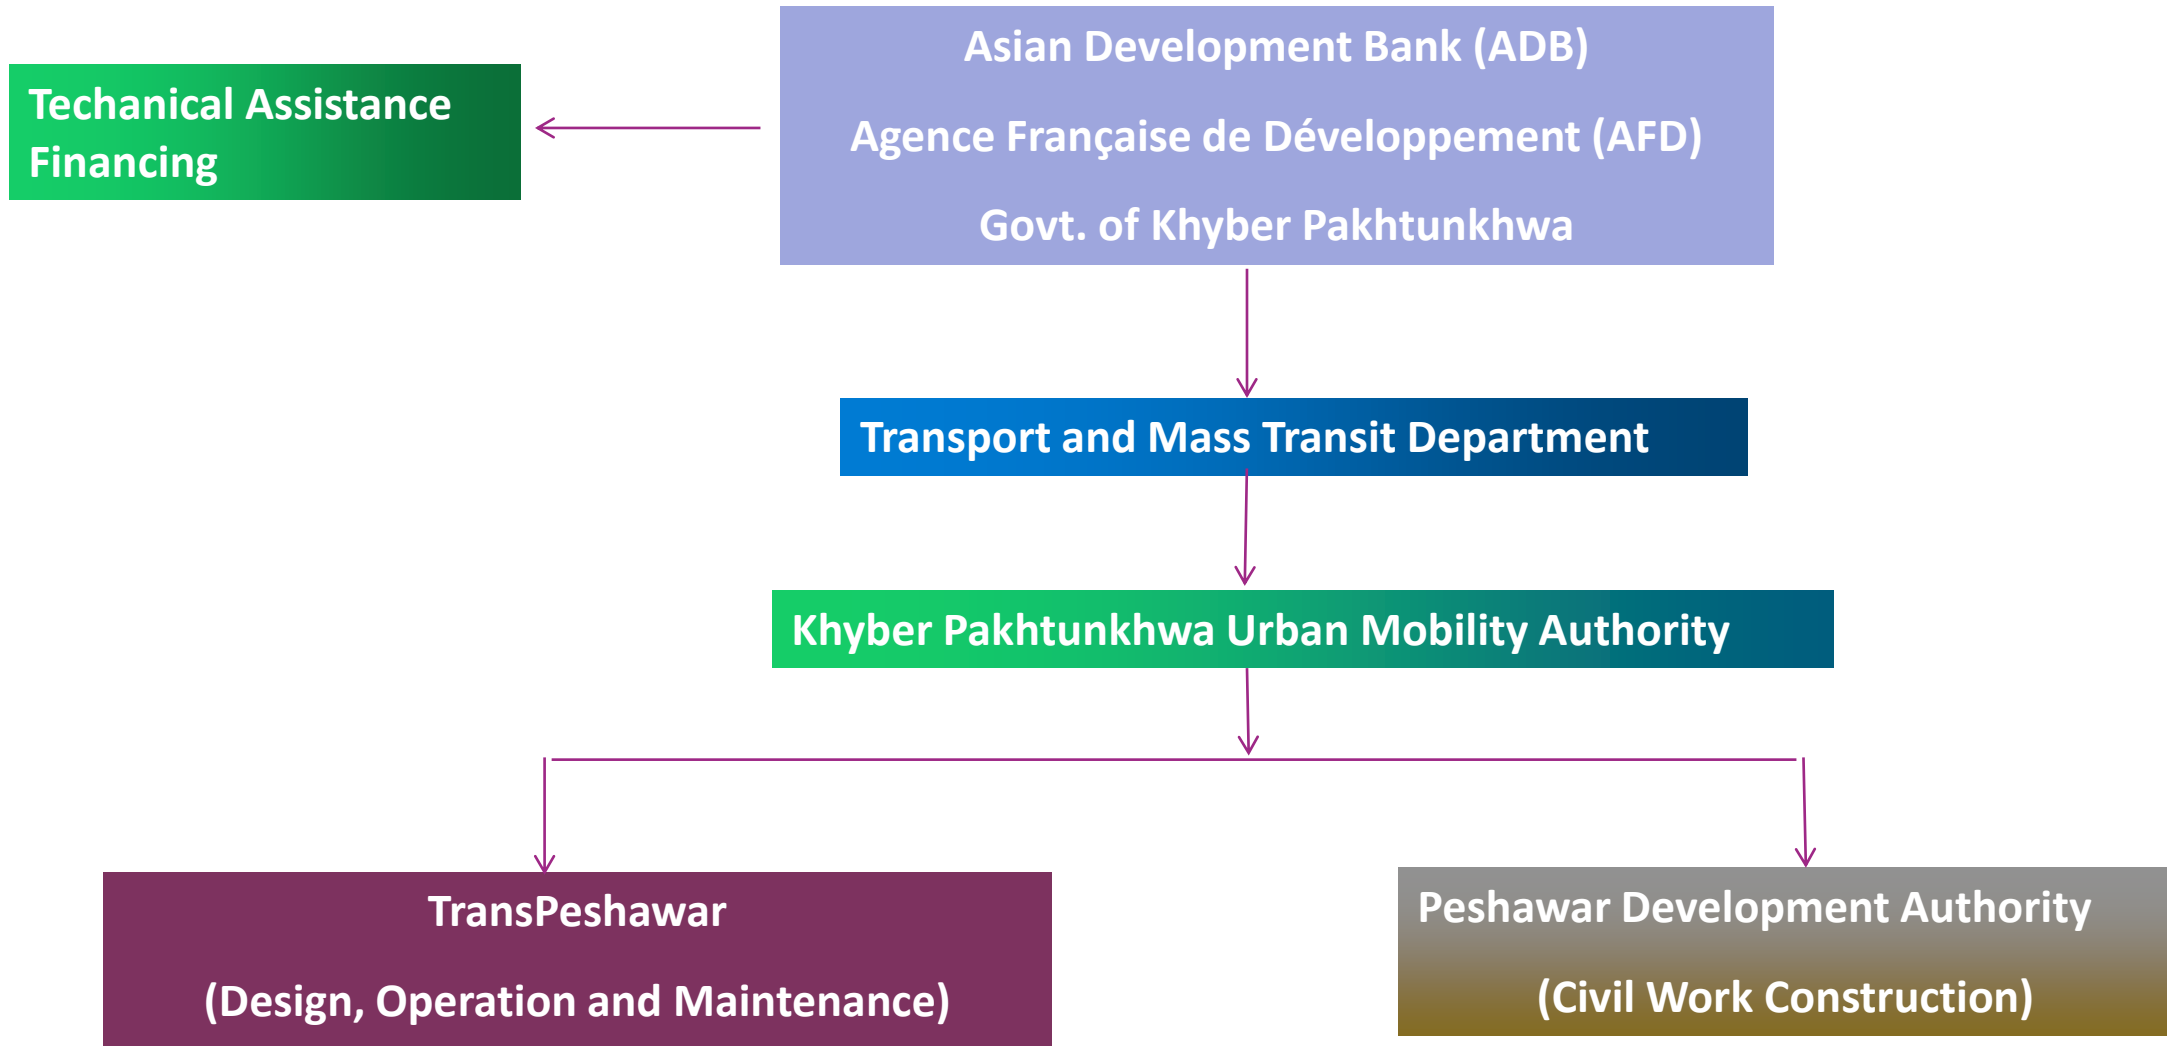 Asian Development Bank (ADB)
Agence Française de Développement (AFD)
Govt. of Khyber Pakhtunkhwa
Techanical Assistance
Financing
Transport and Mass Transit Department
Khyber Pakhtunkhwa Urban Mobility Authority
TransPeshawar
(Design, Operation and Maintenance)
Peshawar Development Authority
(Civil Work Construction)